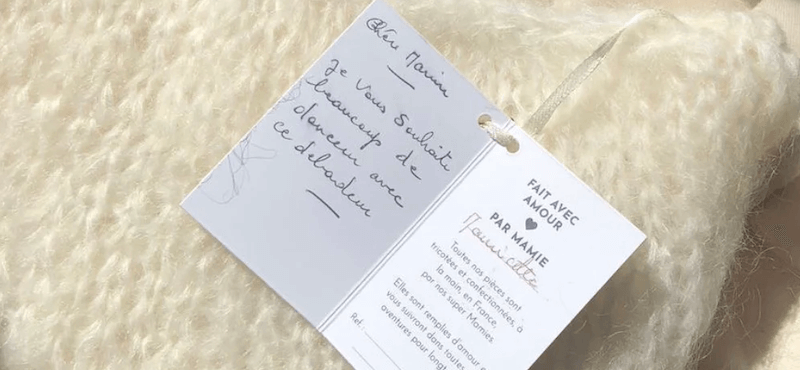 Je vous souhaite
beaucoup de
douceur avec
ce debardeur
FAIT AVEC
AMOUR
PAR MAMIE
Mauricette
Toutes nos pièces sont
tricotées et confectionnées, à
la main, en France,
par nos super Mamies.
Elles sont remplies d'amour e
vous suivront dans toutes
aventures pour longt
Ref.: